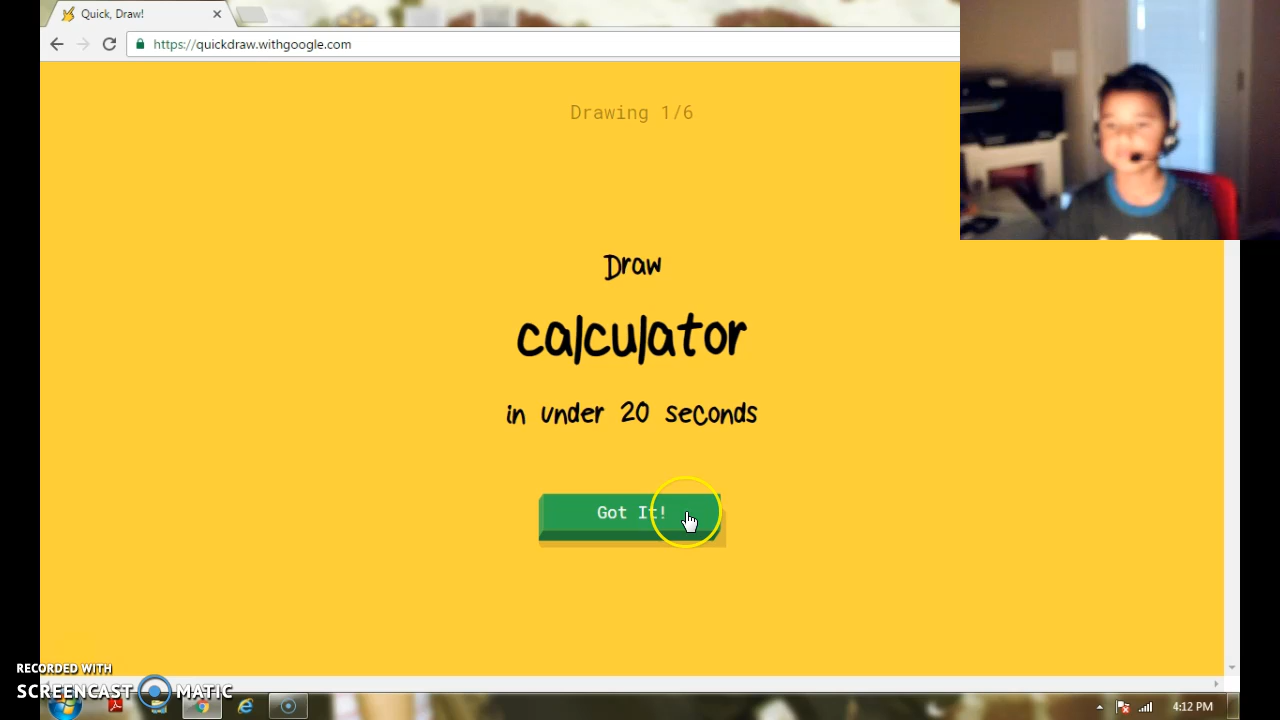 Quick, Draw!
https://quickdraw.withgoogle.com
Drawing 1/6
Draw
calculator
in under 20 seconds
Got It!
RECORDED WITH
SCREENCAST MATIC
4:12 PM